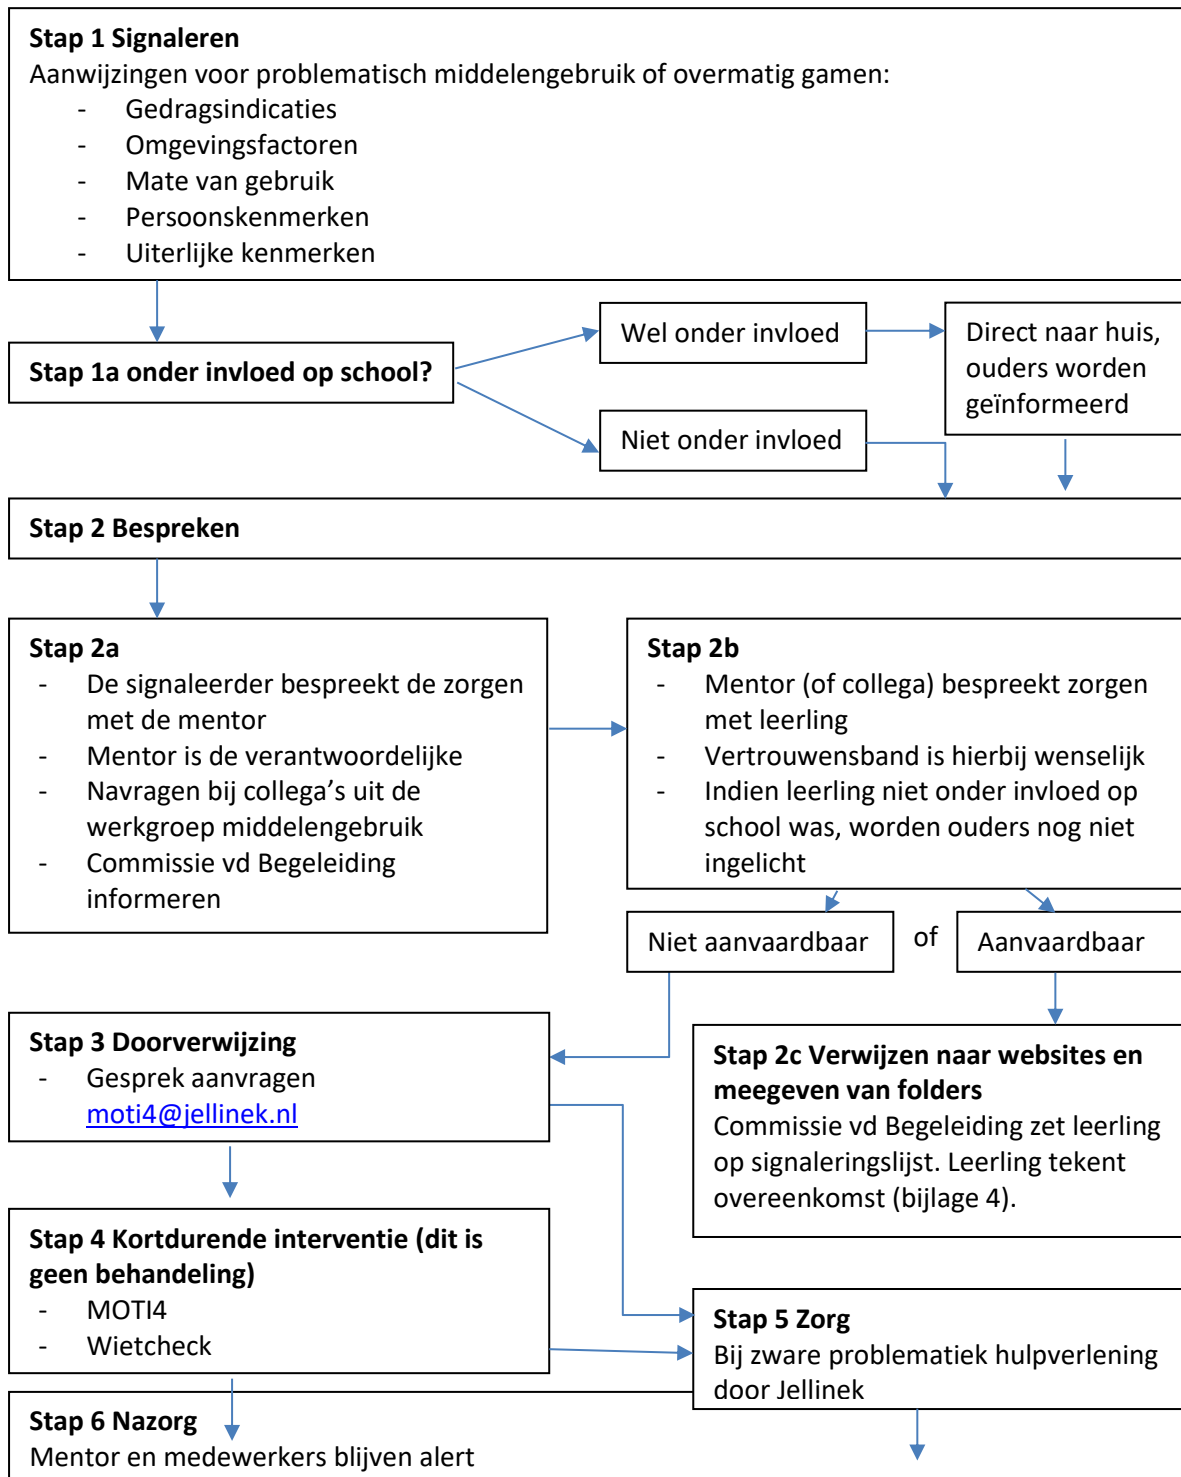 Stap 1 Signaleren
Aanwijzingen voor problematisch middelengebruik of overmatig gamen:
- Gedragsindicaties
- Omgevingsfactoren
- Mate van gebruik
- Persoonskenmerken
- Uiterlijke kenmerken
Stap 1a onder invloed op school?
Wel onder invloed
Direct naar huis,
ouders worden
geïnformeerd
Niet onder invloed
Stap 2 Bespreken
Stap 2a
- De signaleerder bespreekt de zorgen
met de mentor
- Mentor is de verantwoordelijke
- Navragen bij collega’s uit de
werkgroep middelengebruik
- Commissie vd Begeleiding
informeren
Stap 2b
- Mentor (of collega) bespreekt zorgen
met leerling
- Vertrouwensband is hierbij wenselijk
- Indien leerling niet onder invloed op
school was, worden ouders nog niet
ingelicht
Niet aanvaardbaar
of
Aanvaardbaar
Stap 3 Doorverwijzing
- Gesprek aanvragen
moti4@jellinek.nl
Stap 2c Verwijzen naar websites en
meegeven van folders
Commissie vd Begeleiding zet leerling
op signaleringslijst. Leerling tekent
overeenkomst (bijlage 4).
Stap 4 Kortdurende interventie (dit is
geen behandeling)
- MOTI4
- Wietcheck
Stap 5 Zorg
Bij zware problematiek hulpverlening
door Jellinek
Stap 6 Nazorg
Mentor en medewerkers blijven alert